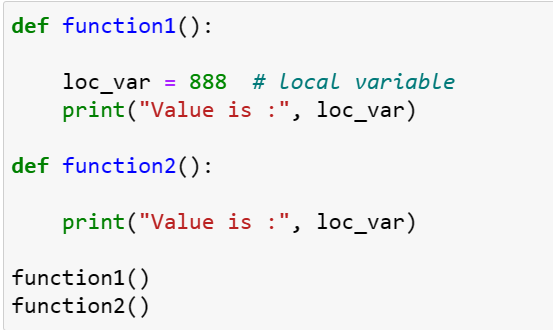 def function1():
    loc_var = 888  # local variable
    print("Value is :", loc_var)
def function2():
    print("Value is :", loc_var)
function1()
function2()